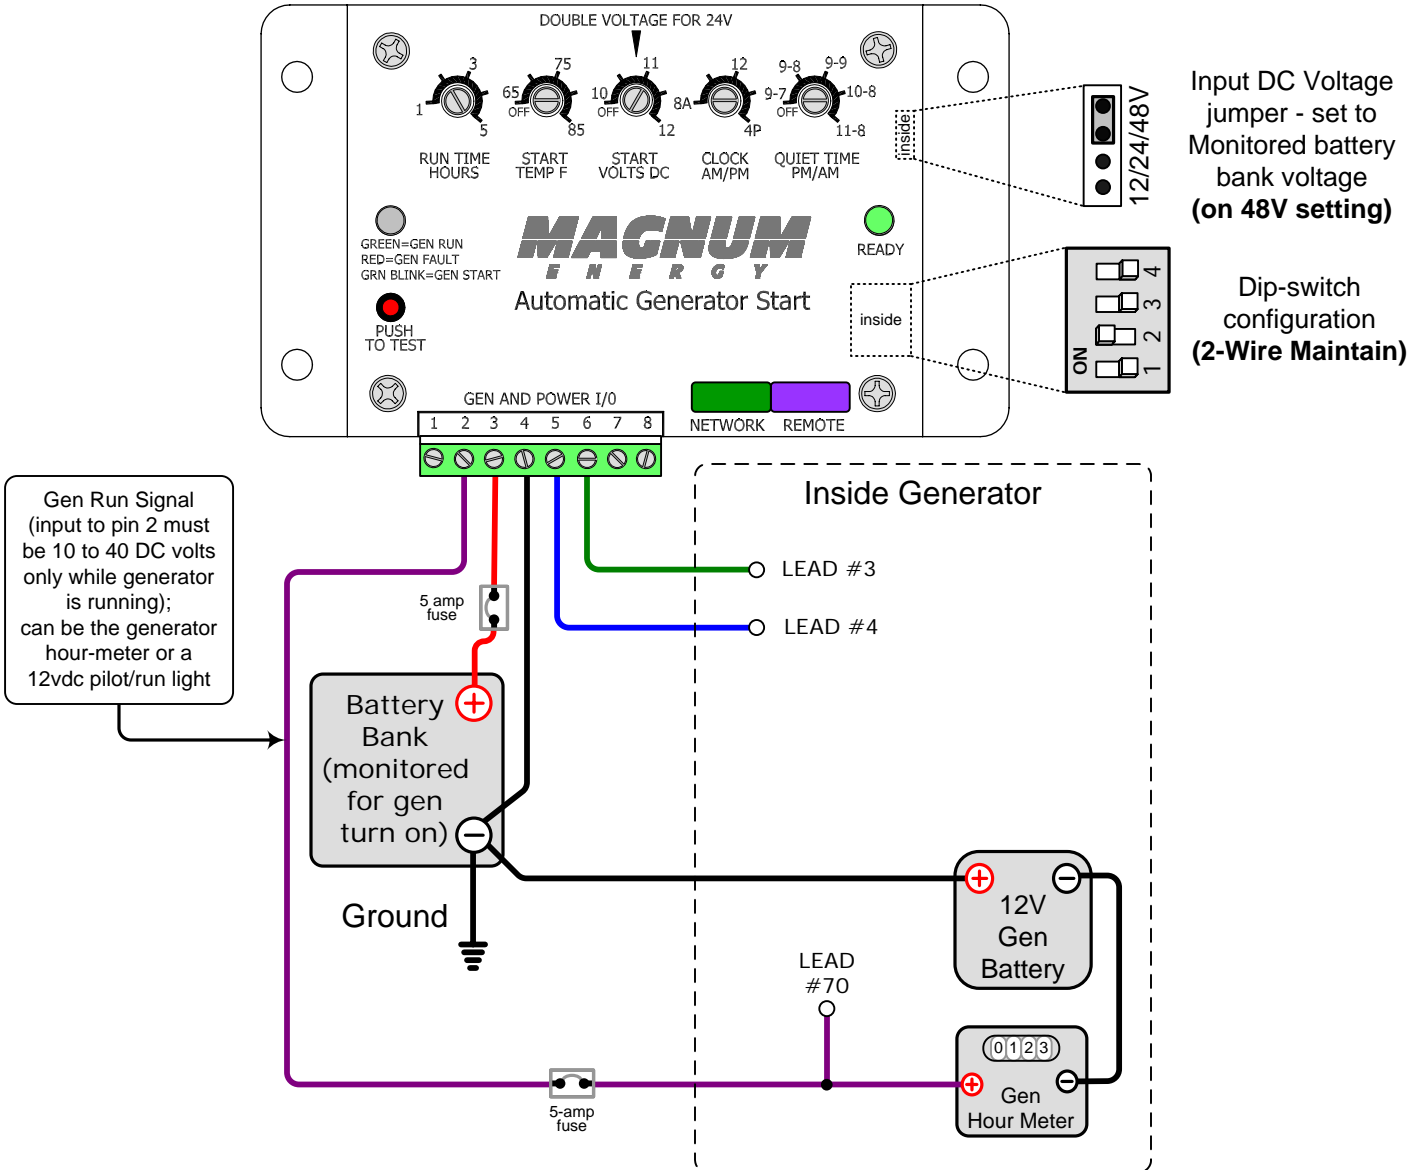 DOUBLE VOLTAGE FOR 24V
1
3
5
RUN TIME
HOURS
OFF
65
75
85
START
TEMP F
OFF
10
11
12
START
VOLTS DC
8A
12
4P
CLOCK
AM/PM
OFF
9-7
9-8
9-9
10-8
11-8
QUIET TIME
PM/AM
inside
12/24/48V
Input DC Voltage
jumper - set to
Monitored battery
bank voltage
(on 48V setting)
GREEN=GEN RUN
RED=GEN FAULT
GRN BLINK=GEN START
MAGNUM
ENERGY
Automatic Generator Start
READY
PUSH
TO TEST
inside
4
3
2
1
ON
Dip-switch
configuration
(2-Wire Maintain)
GEN AND POWER I/0
1 2 3 4 5 6 7 8
NETWORK REMOTE
Gen Run Signal
(input to pin 2 must
be 10 to 40 DC volts
only while generator
is running);
can be the generator
hour-meter or a
12vdc pilot/run light
Inside Generator
LEAD #3
LEAD #4
5 amp
fuse
Battery
Bank
(monitored
for gen
turn on)
Ground
12V
Gen
Battery
LEAD
#70
0 1 2 3
Gen
Hour Meter
5-amp
fuse